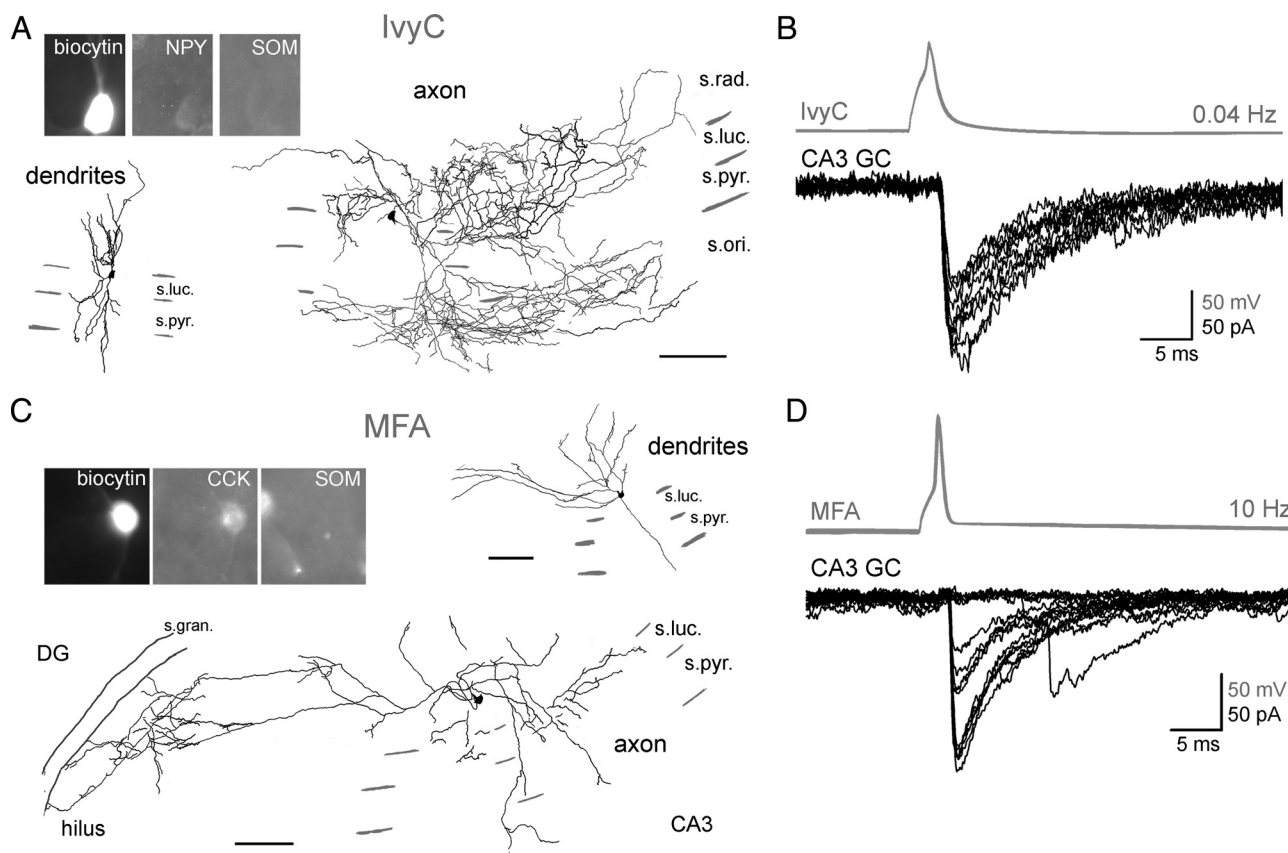 A
IvyC
biocytin NPY SOM
axon
dendrites
s.luc.
s.pyr.
s.rad.
s.luc.
s.pyr.
s.ori.
B
IvyC 0.04 Hz
CA3 GC
50 mV
50 pA
5 ms
C
MFA
biocytin CCK SOM
dendrites
s.luc.
s.pyr.
DG
s.gran.
s.luc.
s.pyr.
axon
hilus
CA3
D
MFA 10 Hz
CA3 GC
50 mV
50 pA
5 ms